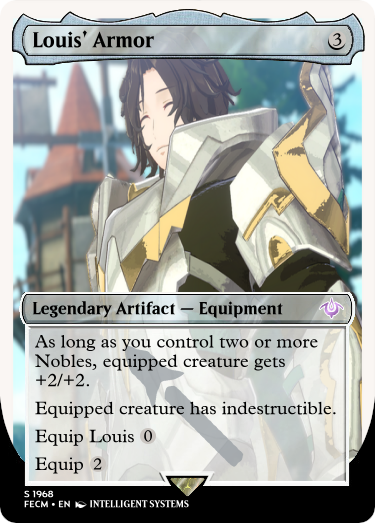 Louis' Armor 3
Legendary Artifact — Equipment
As long as you control two or more
Nobles, equipped creature gets
+2/+2.
Equipped creature has indestructible.
Equip Louis 0
Equip 2
S 1968
FECM • EN INTELLIGENT SYSTEMS